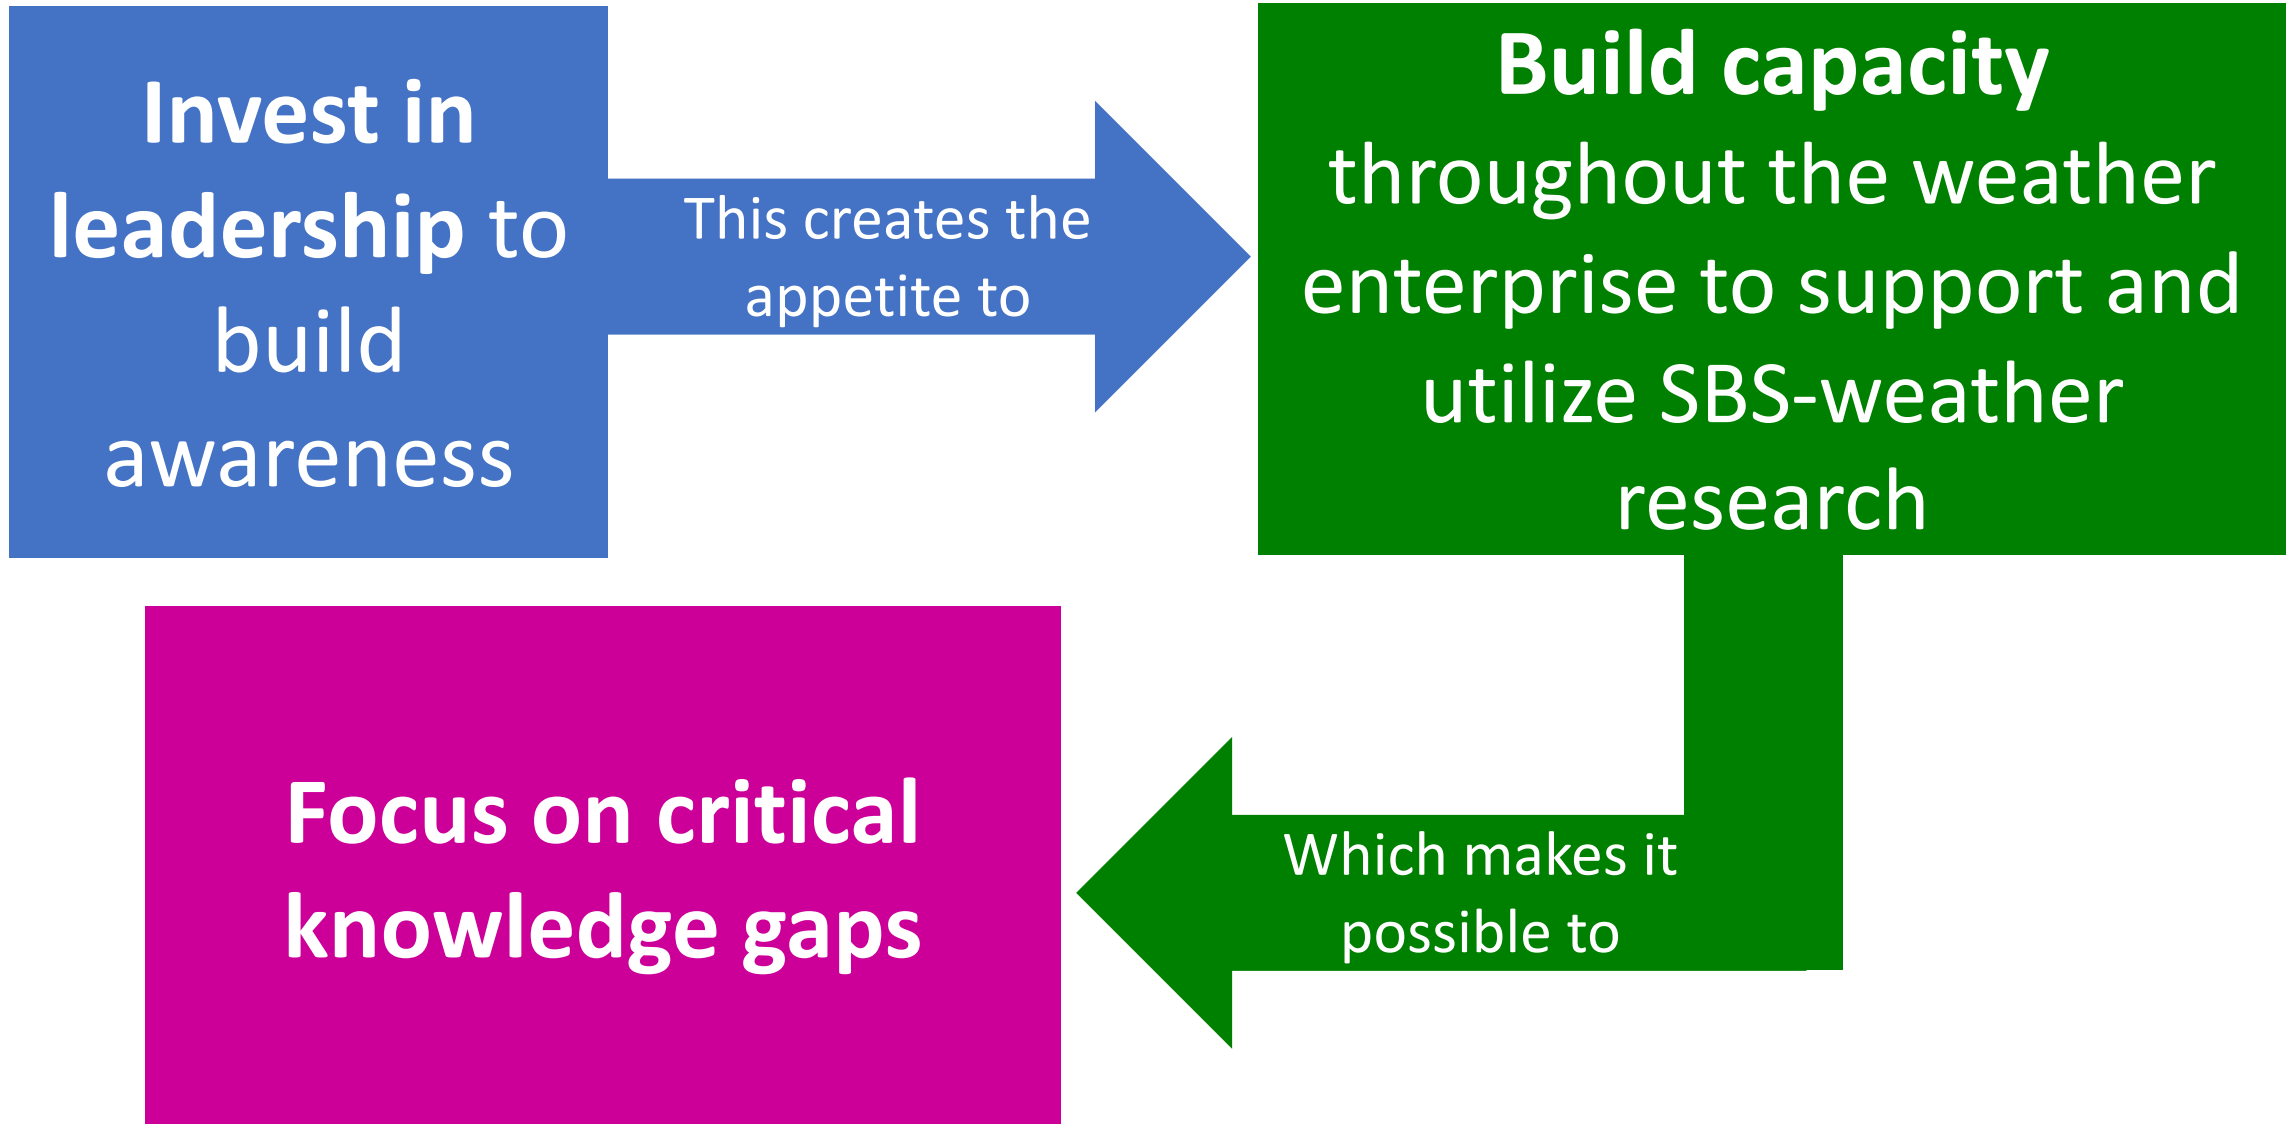 Invest in
leadership to
build
awareness
This creates the
appetite to
Build capacity
throughout the weather
enterprise to support and
utilize SBS-weather
research
Which makes it
possible to
Focus on critical
knowledge gaps